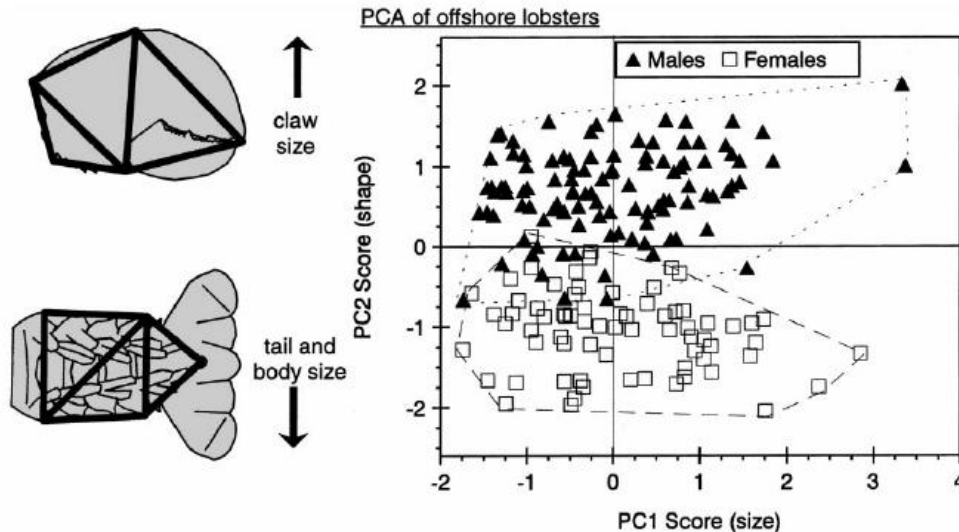 PCA of offshore lobsters
claw
size
tail and
body size
Males Females
PC2 Score (shape)
2
1
0
-1
-2
-2 -1 0 1 2 3 4
PC1 Score (size)